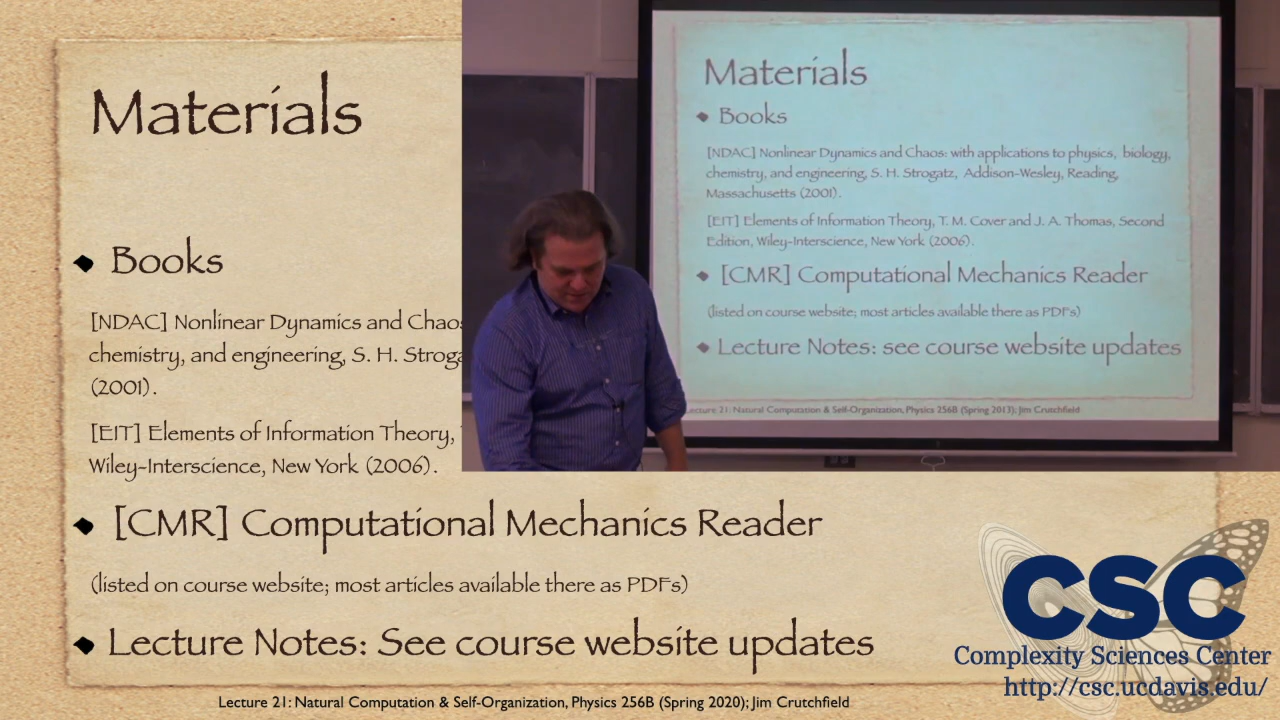 Materials
Books
[NDAC] Nonlinear Dynamics and Chaos
chemistry, and engineering, S. H. Stroga
(2001).
[EIT] Elements of Information Theory,
Wiley-Interscience, New York (2006).
[CMR] Computational Mechanics Reader
(listed on course website; most articles available there as PDFs)
Lecture Notes: See course website updates
Lecture 21: Natural Computation & Self-Organization, Physics 256B (Spring 2020); Jim Crutchfield
Materials
Books
[NDAC] Nonlinear Dynamics and Chaos: with applications to physics, biology,
chemistry, and engineering, S. H. Strogatz, Addison-Wesley, Reading,
Massachusetts (2001).
[EIT] Elements of Information Theory, T. M. Cover and J. A. Thomas, Second
Edition, Wiley-Interscience, New York (2006).
[CMR] Computational Mechanics Reader
(listed on course website; most articles available there as PDFs)
Lecture Notes: see course website updates
Lecture 21: Natural Computation & Self-Organization, Physics 256B (Spring 2013); Jim Crutchfield
CSC
Complexity Sciences Center
http://csc.ucdavis.edu/